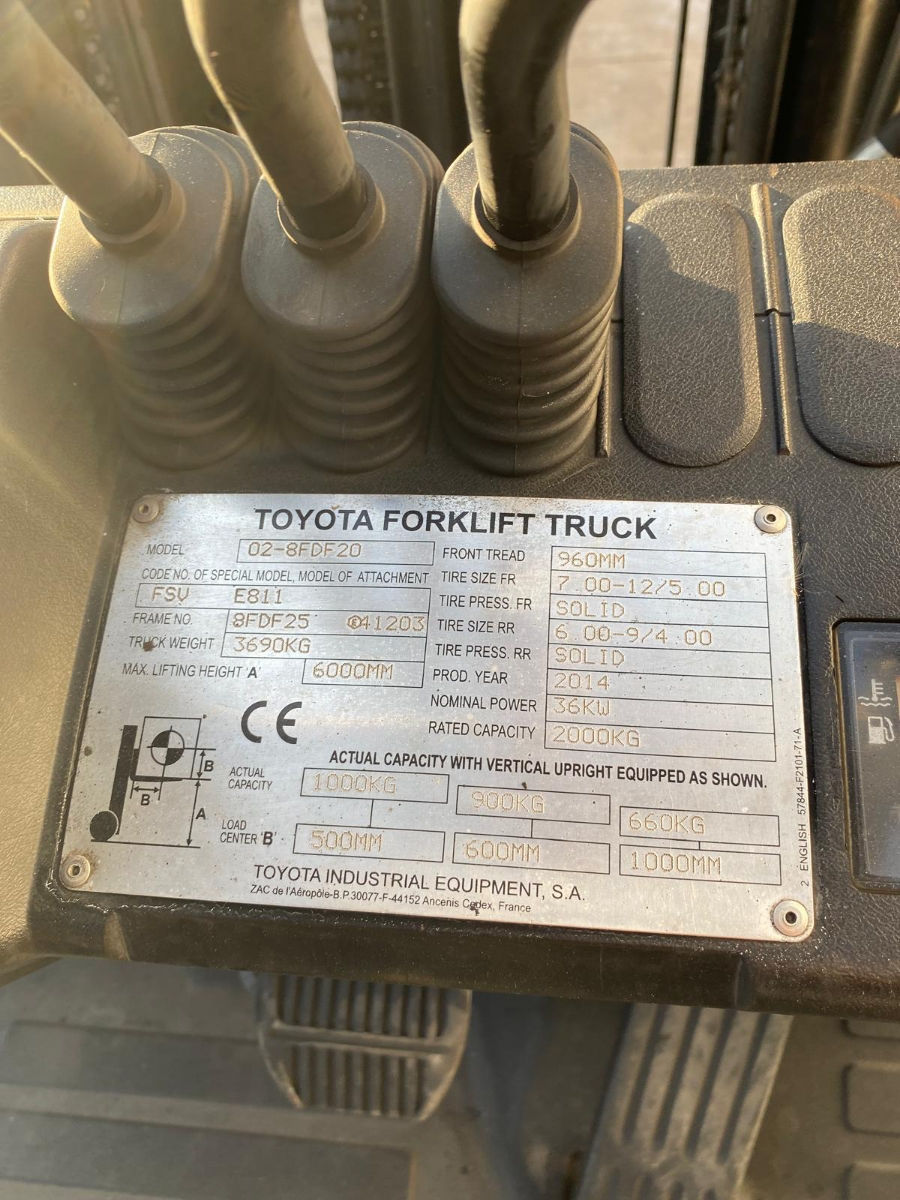 TOYOTA FORKLIFT TRUCK
MODEL 02-8FDF20
CODE NO. OF SPECIAL MODEL, MODEL OF ATTACHMENT
FSV E811
FRAME NO. 8FDF25 41203
TRUCK WEIGHT 3690KG
MAX. LIFTING HEIGHT 'A' 6000MM
FRONT TREAD 960MM
TIRE SIZE FR 7.00-12/5.00
TIRE PRESS. FR SOLID
TIRE SIZE RR 6.00-9/4.00
TIRE PRESS. RR SOLID
PROD. YEAR 2014
NOMINAL POWER 36KW
RATED CAPACITY 2000KG
CE
B
B
A
ACTUAL CAPACITY WITH VERTICAL UPRIGHT EQUIPPED AS SHOWN.
ACTUAL CAPACITY 1000KG 900KG 660KG
LOAD CENTER 'B' 500MM 600MM 1000MM
TOYOTA INDUSTRIAL EQUIPMENT, S.A.
ZAC de l'Aéropôle-B.P.30077-F-44152 Ancenis Cedex, France
2 ENGLISH 57844-F2101-71-A